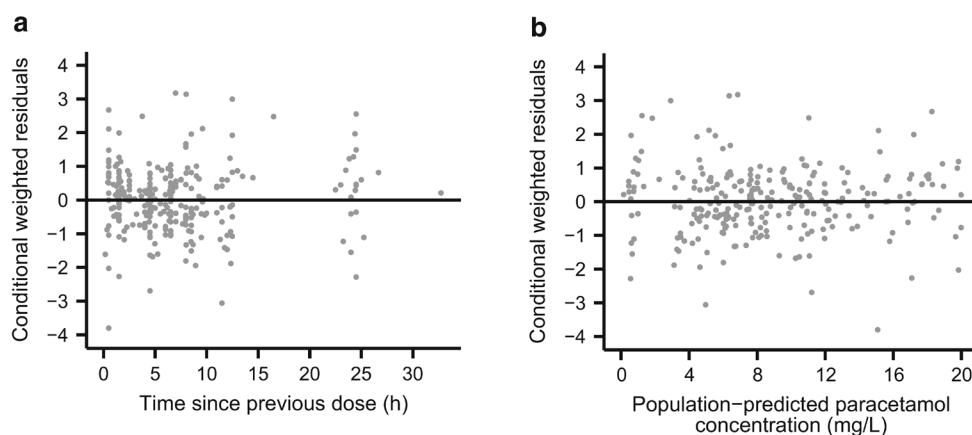 a
Conditional weighted residuals
4
3
2
1
0
−1
−2
−3
−4
0 5 10 15 20 25 30
Time since previous dose (h)
b
Conditional weighted residuals
4
3
2
1
0
−1
−2
−3
−4
0 4 8 12 16 20
Population−predicted paracetamol
concentration (mg/L)